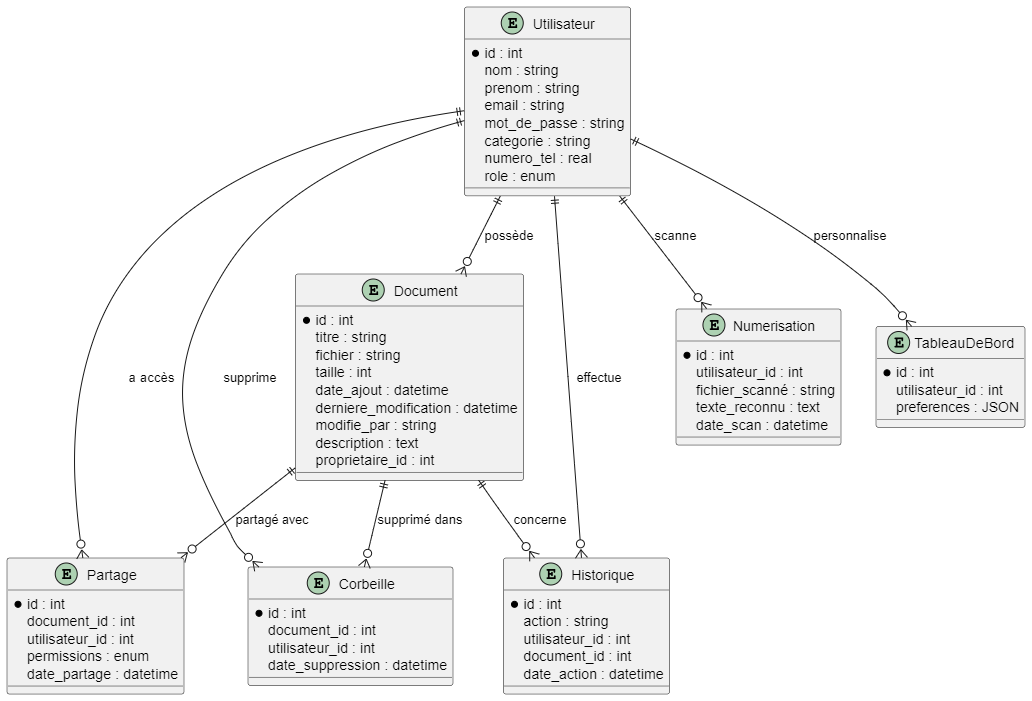 E Utilisateur
id : int
nom : string
prenom : string
email : string
mot_de_passe : string
categorie : string
numero_tel : real
role : enum
possède
scanne
personnalise
E Document
id : int
titre : string
fichier : string
taille : int
date_ajout : datetime
derniere_modification : datetime
modifie_par : string
description : text
proprietaire_id : int
E Numerisation
id : int
utilisateur_id : int
fichier_scanné : string
texte_reconnu : text
date_scan : datetime
E TableauDeBord
id : int
utilisateur_id : int
preferences : JSON
a accès
supprime
effectue
partagé avec
supprimé dans
concerne
E Partage
id : int
document_id : int
utilisateur_id : int
permissions : enum
date_partage : datetime
E Corbeille
id : int
document_id : int
utilisateur_id : int
date_suppression : datetime
E Historique
id : int
action : string
utilisateur_id : int
document_id : int
date_action : datetime